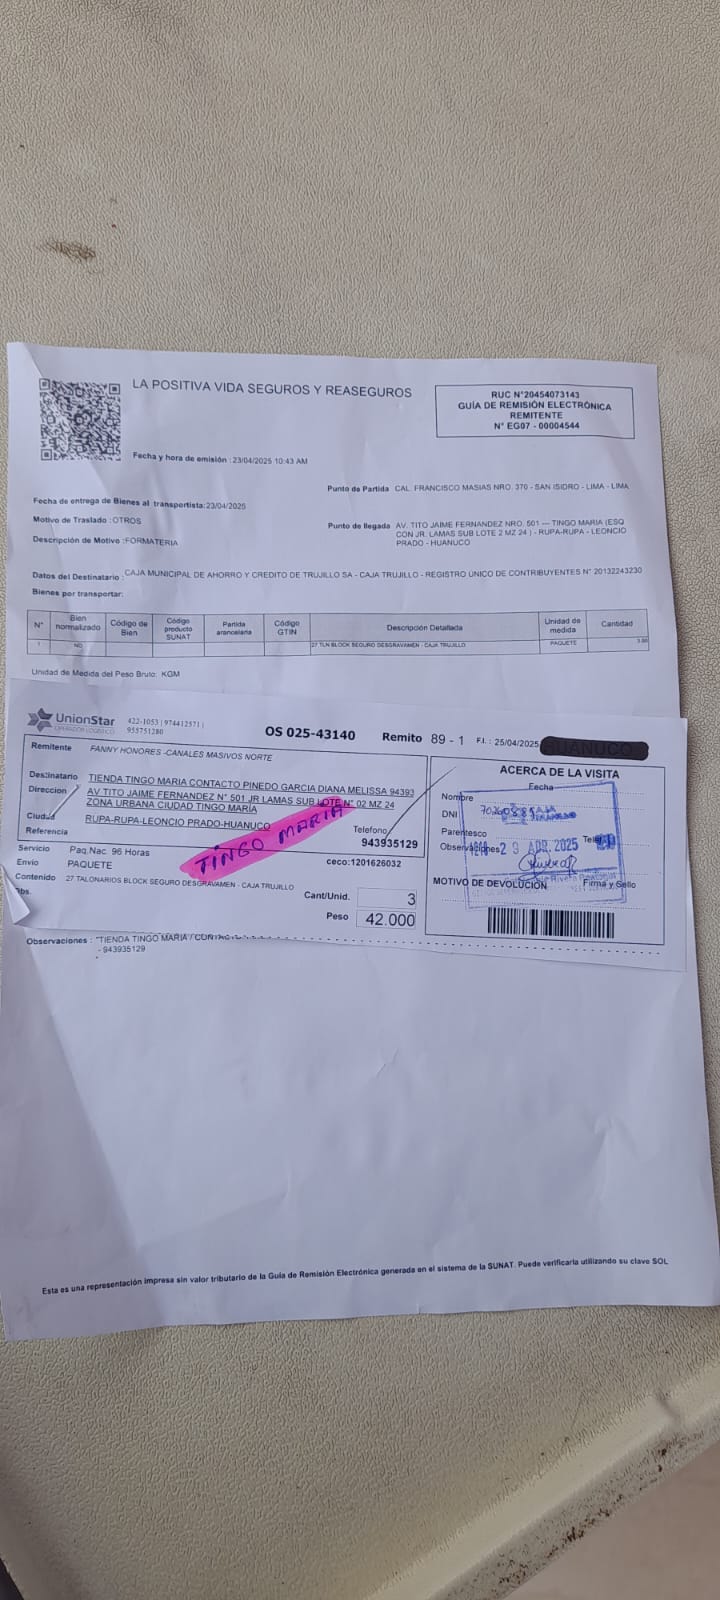 LA POSITIVA VIDA SEGUROS Y REASEGUROS
RUC N°20454073143
GUÍA DE REMISIÓN ELECTRÓNICA
REMITENTE
N° EG07 - 00004544
Fecha y hora de emisión : 23/04/2025 10:43 AM
Punto de Partida CAL. FRANCISCO MASIAS NRO. 370 - SAN ISIDRO - LIMA - LIMA
Fecha de entrega de Bienes al transportista:23/04/2025
Motivo de Traslado :OTROS
Punto de llegada AV. TITO JAIME FERNANDEZ NRO. 501 --- TINGO MARIA (ESQ
CON JR. LAMAS SUB LOTE 2 MZ 24 ) - RUPA-RUPA - LEONCIO
PRADO - HUANUCO
Descripción de Motivo :FORMATERIA
Datos del Destinatario : CAJA MUNICIPAL DE AHORRO Y CREDITO DE TRUJILLO SA - CAJA TRUJILLO - REGISTRO ÚNICO DE CONTRIBUYENTES N° 20132243230
Bienes por transportar:
N° Bien normalizado Código de Bien Código producto SUNAT Partida arancelaria Código GTIN Descripción Detallada Unidad de medida Cantidad
1 NO 27 TLN BLOCK SEGURO DESGRAVAMEN - CAJA TRUJILLO PAQUETE
Unidad de Medida del Peso Bruto: KGM
UnionStar
OPERADOR LOGISTICO
422-1053 | 974412571 |
955751280
OS 025-43140 Remito 89 - 1 F.I.: 25/04/2025 HUANUCO
Remitente FANNY HONORES -CANALES MASIVOS NORTE
Destinatario TIENDA TINGO MARIA CONTACTO PINEDO GARCIA DIANA MELISSA 94393
Direccion AV TITO JAIME FERNANDEZ N° 501 JR LAMAS SUB LOTE N° 02 MZ 24
ZONA URBANA CIUDAD TINGO MARÍA
Ciudad RUPA-RUPA-LEONCIO PRADO-HUANUCO
Referencia
TINGO MARIA
Telefono
943935129
Servicio Paq.Nac. 96 Horas
Envio PAQUETE
ceco:1201626032
Contenido 27 TALONARIOS BLOCK SEGURO DESGRAVAMEN - CAJA TRUJILLO
Obs.
Cant/Unid. 3
Peso 42.000
ACERCA DE LA VISITA
Fecha
Nombre
DNI
Parentesco
Observaciones
29 ABR. 2025
MOTIVO DE DEVOLUCIÓN Firma y Sello
Observaciones : "TIENDA TINGO MARIA /
- 943935129
Esta es una representación impresa sin valor tributario de la Guía de Remisión Electrónica generada en el sistema de la SUNAT. Puede verificarla utilizando su clave SOL